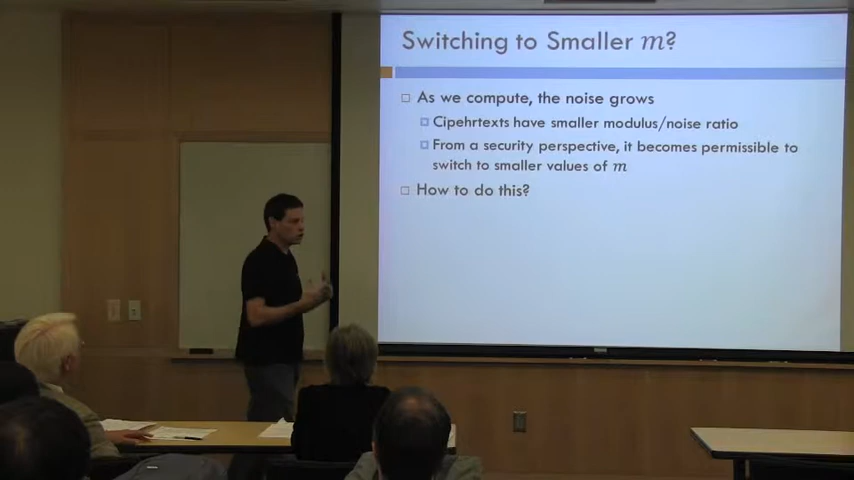 Switching to Smaller m?
As we compute, the noise grows
Cipehrtexts have smaller modulus/noise ratio
From a security perspective, it becomes permissible to
switch to smaller values of m
How to do this?